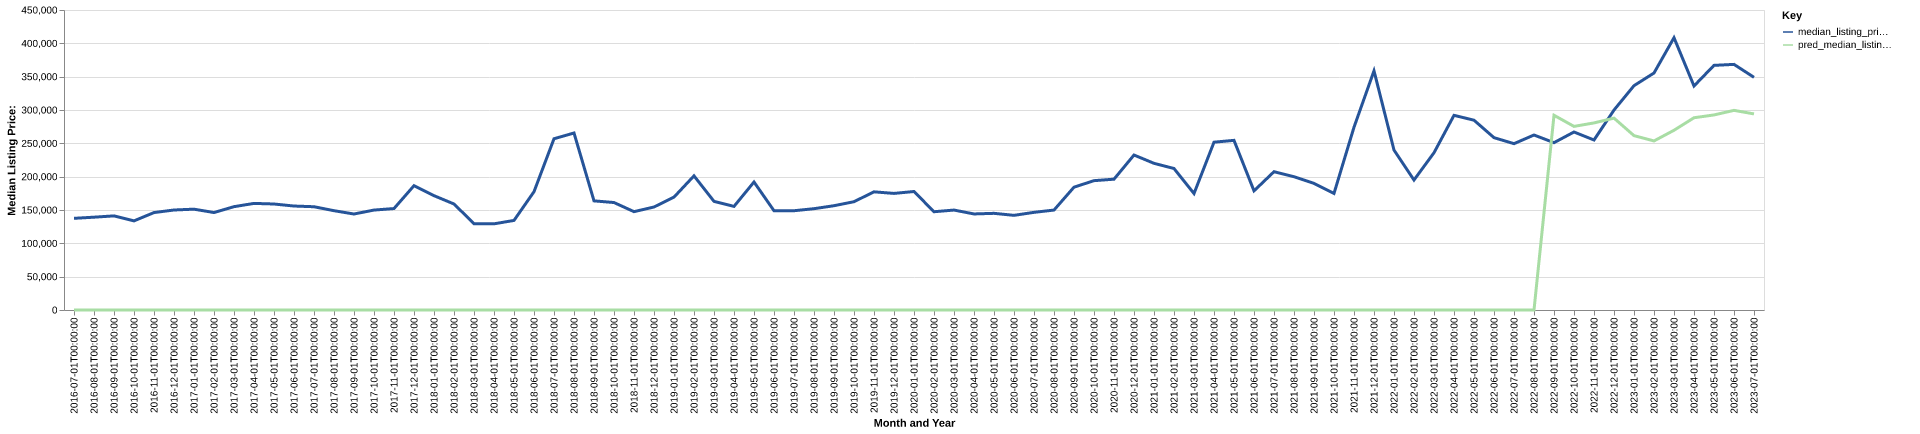 450,000
400,000
350,000
300,000
250,000
200,000
150,000
100,000
50,000
0
Median Listing Price:
2016-07-01T00:00:00
2016-08-01T00:00:00
2016-09-01T00:00:00
2016-10-01T00:00:00
2016-11-01T00:00:00
2016-12-01T00:00:00
2017-01-01T00:00:00
2017-02-01T00:00:00
2017-03-01T00:00:00
2017-04-01T00:00:00
2017-05-01T00:00:00
2017-06-01T00:00:00
2017-07-01T00:00:00
2017-08-01T00:00:00
2017-09-01T00:00:00
2017-10-01T00:00:00
2017-11-01T00:00:00
2017-12-01T00:00:00
2018-01-01T00:00:00
2018-02-01T00:00:00
2018-03-01T00:00:00
2018-04-01T00:00:00
2018-05-01T00:00:00
2018-06-01T00:00:00
2018-07-01T00:00:00
2018-08-01T00:00:00
2018-09-01T00:00:00
2018-10-01T00:00:00
2018-11-01T00:00:00
2018-12-01T00:00:00
2019-01-01T00:00:00
2019-02-01T00:00:00
2019-03-01T00:00:00
2019-04-01T00:00:00
2019-05-01T00:00:00
2019-06-01T00:00:00
2019-07-01T00:00:00
2019-08-01T00:00:00
2019-09-01T00:00:00
2019-10-01T00:00:00
2019-11-01T00:00:00
2019-12-01T00:00:00
2020-01-01T00:00:00
2020-02-01T00:00:00
2020-03-01T00:00:00
2020-04-01T00:00:00
2020-05-01T00:00:00
2020-06-01T00:00:00
2020-07-01T00:00:00
2020-08-01T00:00:00
2020-09-01T00:00:00
2020-10-01T00:00:00
2020-11-01T00:00:00
2020-12-01T00:00:00
2021-01-01T00:00:00
2021-02-01T00:00:00
2021-03-01T00:00:00
2021-04-01T00:00:00
2021-05-01T00:00:00
2021-06-01T00:00:00
2021-07-01T00:00:00
2021-08-01T00:00:00
2021-09-01T00:00:00
2021-10-01T00:00:00
2021-11-01T00:00:00
2021-12-01T00:00:00
2022-01-01T00:00:00
2022-02-01T00:00:00
2022-03-01T00:00:00
2022-04-01T00:00:00
2022-05-01T00:00:00
2022-06-01T00:00:00
2022-07-01T00:00:00
2022-08-01T00:00:00
2022-09-01T00:00:00
2022-10-01T00:00:00
2022-11-01T00:00:00
2022-12-01T00:00:00
2023-01-01T00:00:00
2023-02-01T00:00:00
2023-03-01T00:00:00
2023-04-01T00:00:00
2023-05-01T00:00:00
2023-06-01T00:00:00
2023-07-01T00:00:00
Month and Year
Key
median_listing_pri…
pred_median_listin…